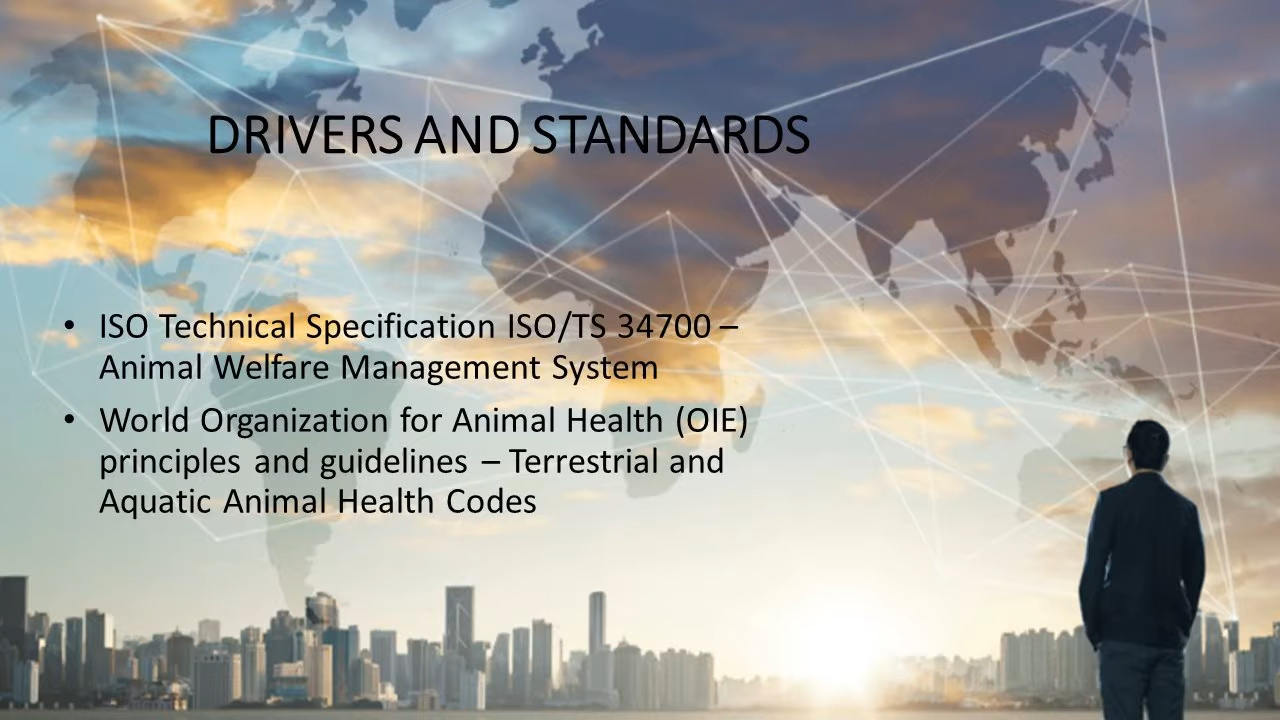 DRIVERS AND STANDARDS
• ISO Technical Specification ISO/TS 34700 –
Animal Welfare Management System
• World Organization for Animal Health (OIE)
principles and guidelines – Terrestrial and
Aquatic Animal Health Codes